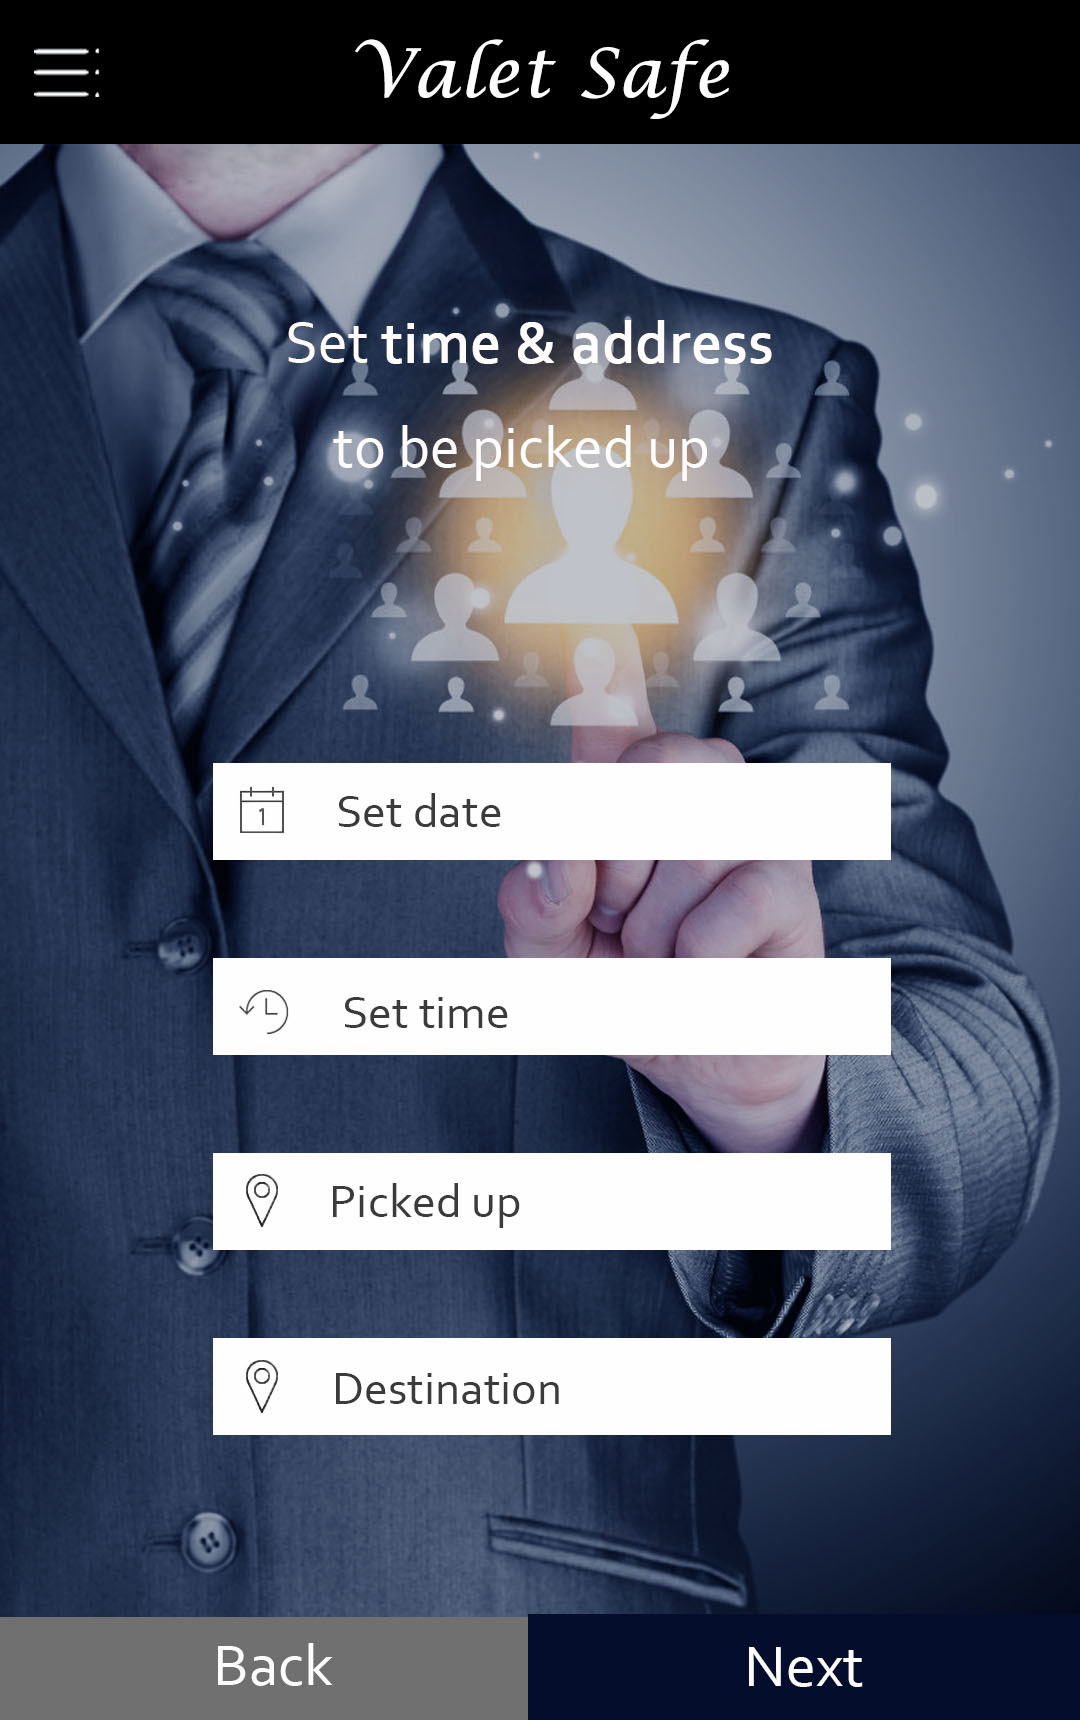 Valet Safe
Set time & address
to be picked up
1
Set date
Set time
Picked up
Destination
Back
Next